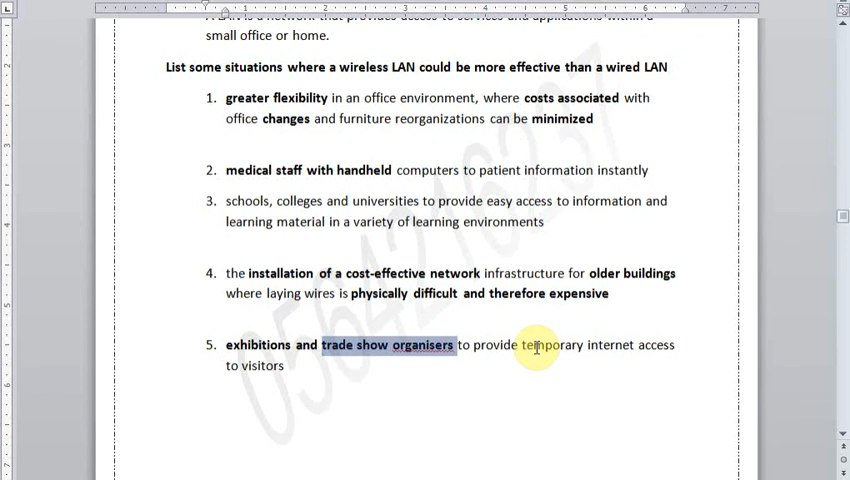 small office or home.
List some situations where a wireless LAN could be more effective than a wired LAN
1. greater flexibility in an office environment, where costs associated with
office changes and furniture reorganizations can be minimized
2. medical staff with handheld computers to patient information instantly
3. schools, colleges and universities to provide easy access to information and
learning material in a variety of learning environments
4. the installation of a cost-effective network infrastructure for older buildings
where laying wires is physically difficult and therefore expensive
5. exhibitions and trade show organisers to provide temporary internet access
to visitors
0564216237